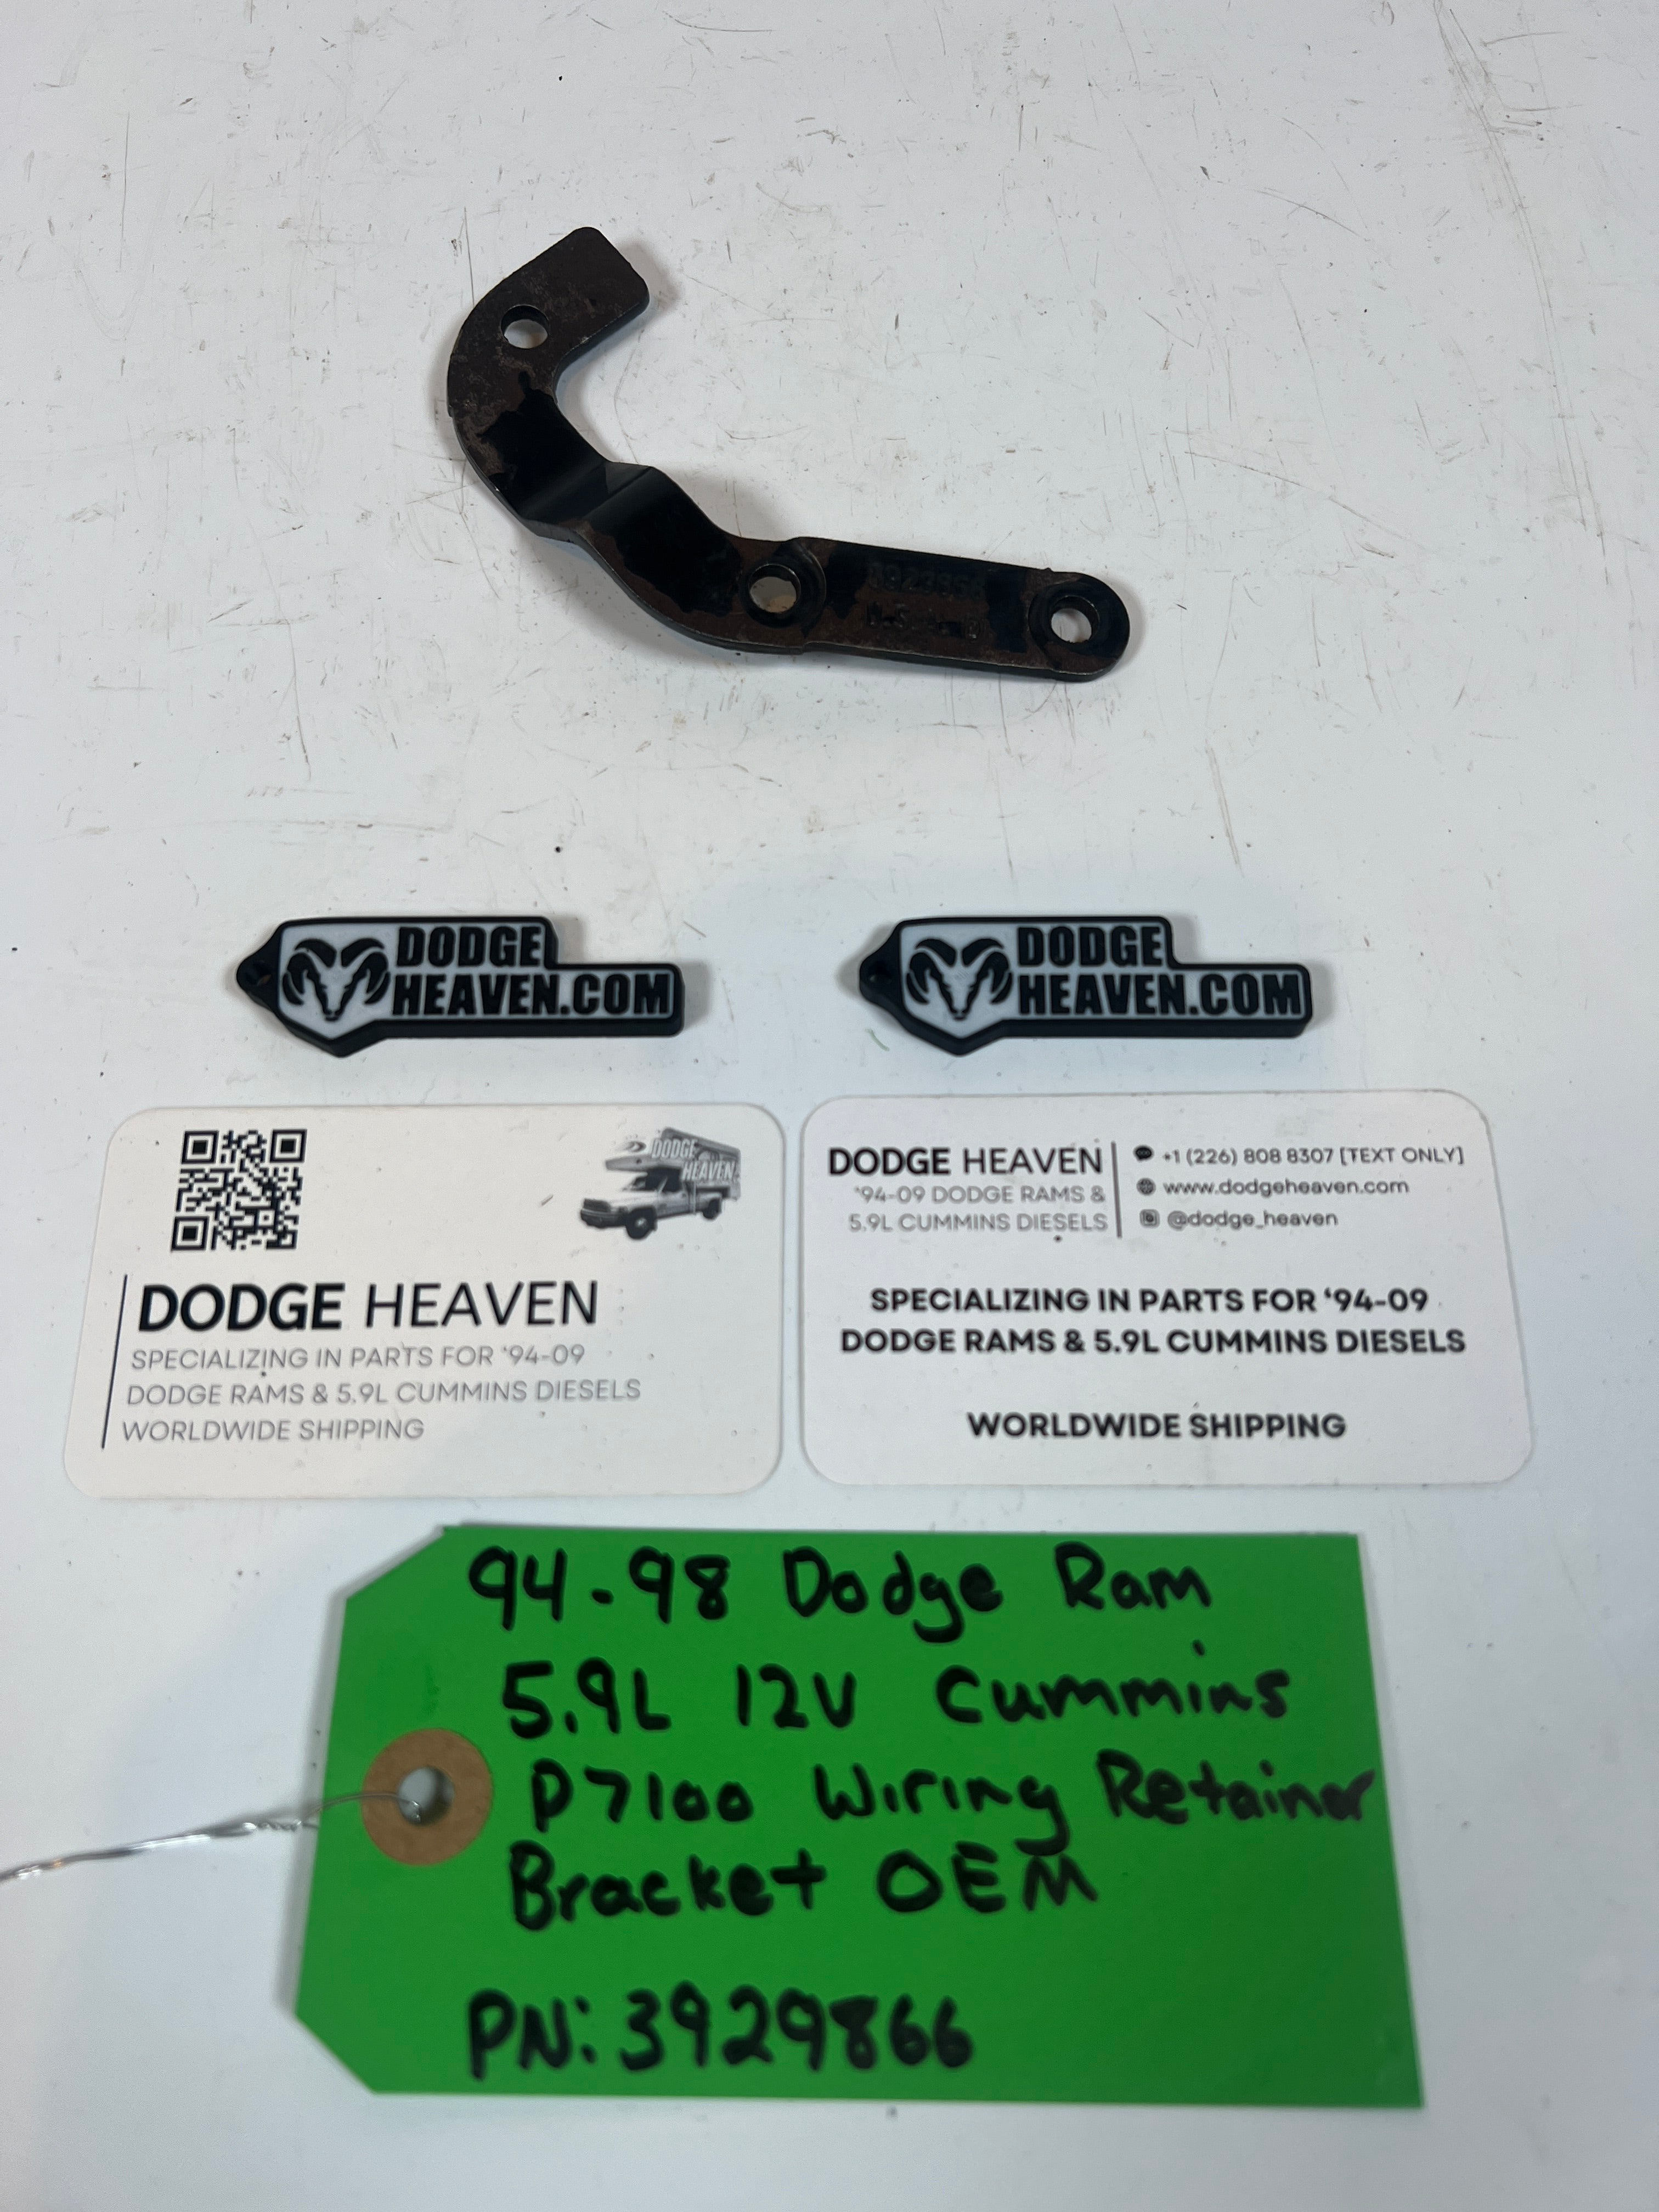 DODGE
HEAVEN.COM
DODGE
HEAVEN.COM
DODGE
HEAVEN
DODGE HEAVEN
SPECIALIZING IN PARTS FOR '94-09
DODGE RAMS & 5.9L CUMMINS DIESELS
WORLDWIDE SHIPPING
DODGE HEAVEN
'94-09 DODGE RAMS &
5.9L CUMMINS DIESELS
+1 (226) 808 8307 [TEXT ONLY]
www.dodgeheaven.com
@dodge_heaven
SPECIALIZING IN PARTS FOR '94-09
DODGE RAMS & 5.9L CUMMINS DIESELS
WORLDWIDE SHIPPING
94-98 Dodge Ram
5.9L 12V Cummins
P7100 Wiring Retainer
Bracket OEM
PN: 3929866